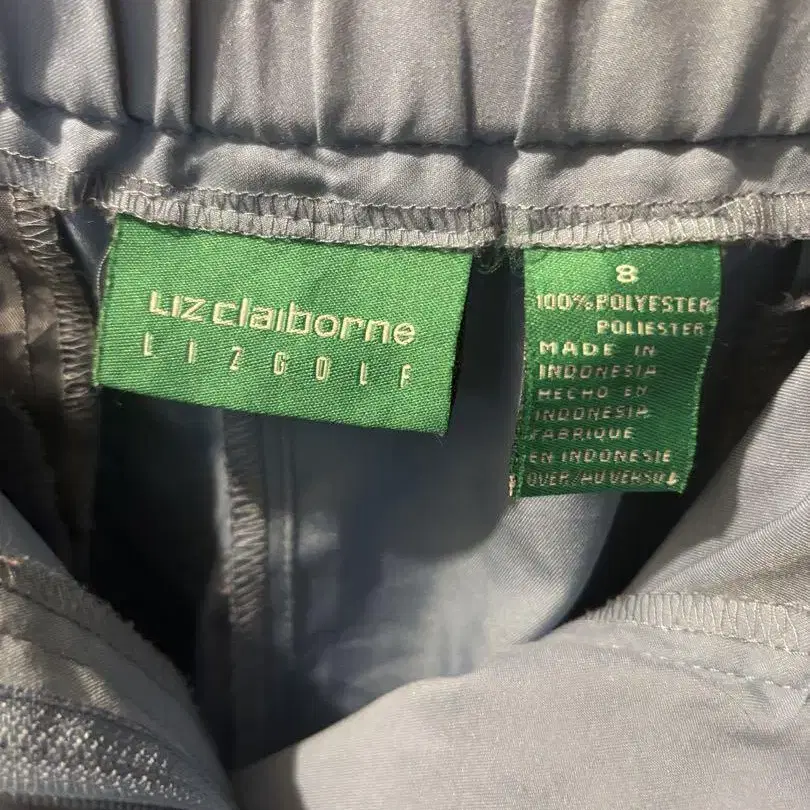 Liz claiborne
LIZGOLF
8
100% POLYESTER
POLIESTER
MADE IN
INDONESIA
HECHO EN
INDONESIA
FABRIQUE
EN INDONESIE
OVER/AU VERSO